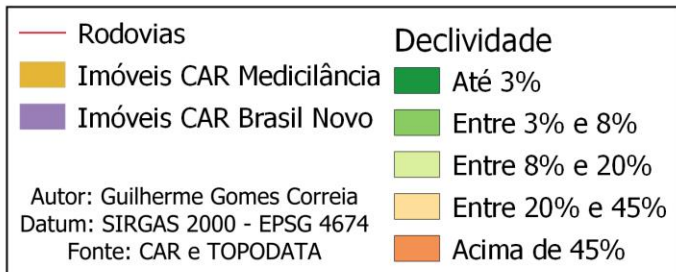 Rodovias
Imóveis CAR Medicilância
Imóveis CAR Brasil Novo
Autor: Guilherme Gomes Correia
Datum: SIRGAS 2000 - EPSG 4674
Fonte: CAR e TOPODATA
Declividade
Até 3%
Entre 3% e 8%
Entre 8% e 20%
Entre 20% e 45%
Acima de 45%